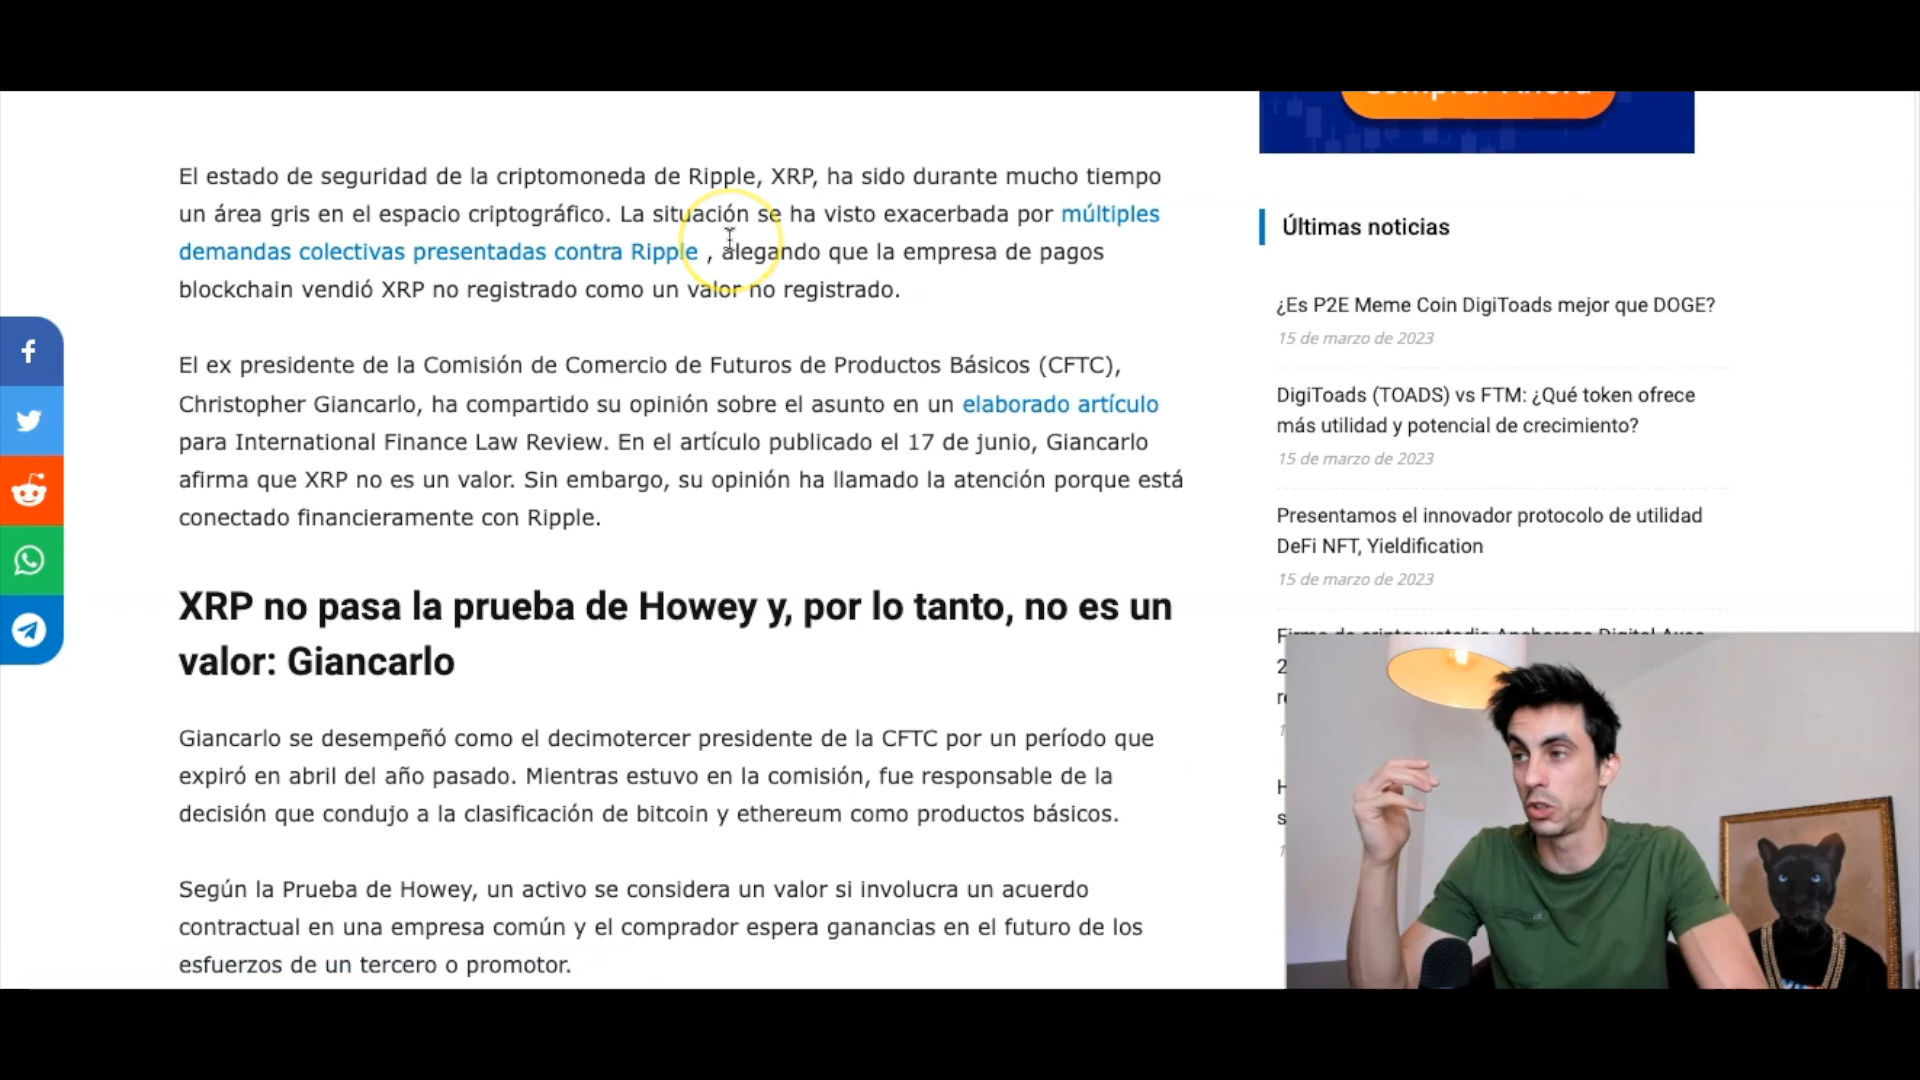 El estado de seguridad de la criptomoneda de Ripple, XRP, ha sido durante mucho tiempo
un área gris en el espacio criptográfico. La situación se ha visto exacerbada por múltiples
demandas colectivas presentadas contra Ripple , alegando que la empresa de pagos
blockchain vendió XRP no registrado como un valor no registrado.
El ex presidente de la Comisión de Comercio de Futuros de Productos Básicos (CFTC),
Christopher Giancarlo, ha compartido su opinión sobre el asunto en un elaborado artículo
para International Finance Law Review. En el artículo publicado el 17 de junio, Giancarlo
afirma que XRP no es un valor. Sin embargo, su opinión ha llamado la atención porque está
conectado financieramente con Ripple.
XRP no pasa la prueba de Howey y, por lo tanto, no es un
valor: Giancarlo
Giancarlo se desempeñó como el decimotercer presidente de la CFTC por un período que
expiró en abril del año pasado. Mientras estuvo en la comisión, fue responsable de la
decisión que condujo a la clasificación de bitcoin y ethereum como productos básicos.
Según la Prueba de Howey, un activo se considera un valor si involucra un acuerdo
contractual en una empresa común y el comprador espera ganancias en el futuro de los
esfuerzos de un tercero o promotor.
Comprar Ahora
Últimas noticias
¿Es P2E Meme Coin DigiToads mejor que DOGE?
15 de marzo de 2023
DigiToads (TOADS) vs FTM: ¿Qué token ofrece
más utilidad y potencial de crecimiento?
15 de marzo de 2023
Presentamos el innovador protocolo de utilidad
DeFi NFT, Yieldification
15 de marzo de 2023